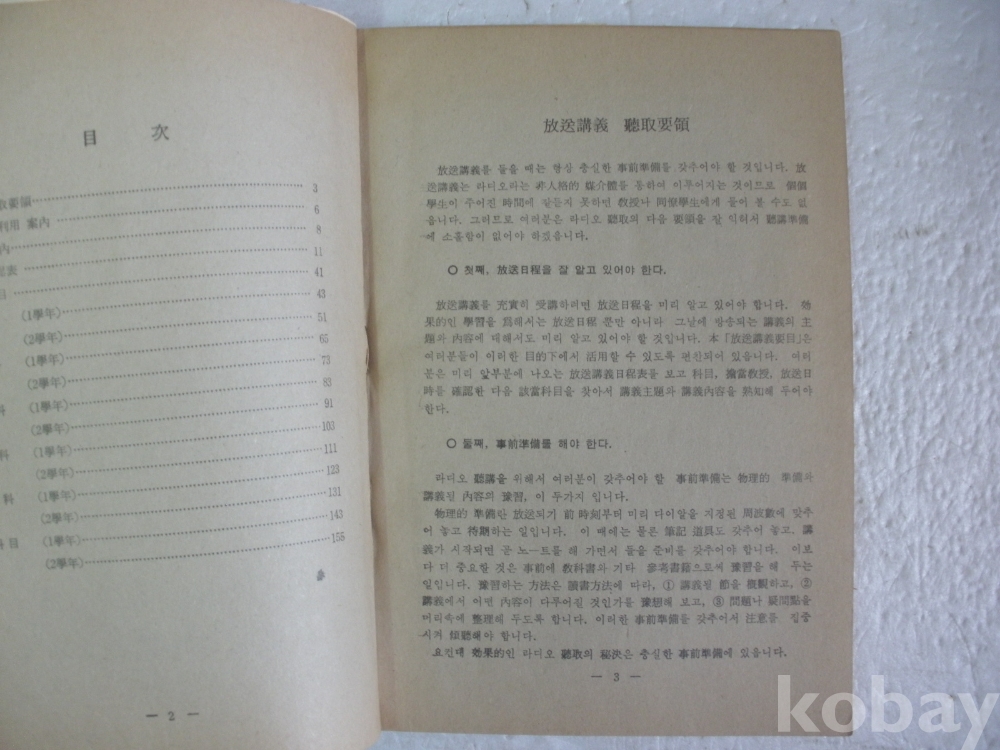 目 次
取要領 3
利用 案內 6
內 8
程表 11
目 41
(1學年) 43
(2學年) 51
(1學年) 65
(2學年) 73
科 (1學年) 83
(2學年) 91
科 (1學年) 103
(2學年) 111
科 (1學年) 123
(2學年) 131
科目 (1學年) 143
(2學年) 156
— 2 —
放送講義 聽取要領
放送講義를 들을 때는 항상 충실한 事前準備를 갖추어야 할 것입니다. 放
送講義는 라디오라는 非人格的 媒介體를 통하여 이루어지는 것이므로 個個
學生이 주어진 時間에 알듣지 못하면 敎授나 同僚學生에게 물어 볼 수도 없
읍니다. 그러므로 여러분은 라디오 聽取의 다음 要領을 잘 익혀서 聽講準備
에 소홀함이 없어야 하겠읍니다.
○ 첫째, 放送日程을 잘 알고 있어야 한다.
放送講義를 充實히 受講하려면 放送日程을 미리 알고 있어야 합니다. 効
果的인 學習을 爲해서는 放送日程 뿐만 아니라 그날에 방송되는 講義의 主
題와 內容에 대해서도 미리 알고 있어야 할 것입니다. 本「放送講義要目」은
여러분들이 이러한 目的下에서 活用할 수 있도록 편찬되어 있읍니다. 여러
분은 미리 앞부분에 나오는 放送講義日程表를 보고 科目, 擔當敎授, 放送日
時를 確認한 다음 該當科目을 찾아서 講義主題와 講義內容을 熟知해 두어야
한다.
○ 둘째, 事前準備를 해야 한다.
라디오 聽講을 위해서 여러분이 갖추어야 할 事前準備는 物理的 準備와
講義될 內容의 豫習, 이 두가지 입니다.
物理的 準備란 放送되기 前 時刻부터 미리 다이알을 지정된 周波數에 맞추
어 놓고 待期하는 일입니다. 이 때에는 물론 筆記 道具도 갖추어 놓고, 講
義가 시작되면 곧 노—트를 해 가면서 들을 준비를 갖추어야 합니다. 이보
다 더 중요할 것은 事前에 敎科書와 기타 參考書籍으로써 豫習을 해 두는
일입니다. 豫習하는 方法은 讀書方法에 따라, ① 講義될 節을 槪觀하고, ②
講義에서 어떤 內容이 다루어질 것인가를 豫想해 보고, ③ 問題나 疑問點을
머리속에 整理해 두도록 합니다. 이러한 事前準備를 갖추어서 注意를 집중
시켜 傾聽해야 합니다.
요컨대 効果的인 라디오 聽取의 秘決은 충실한 事前準備에 있읍니다.
— 3 —
kobay